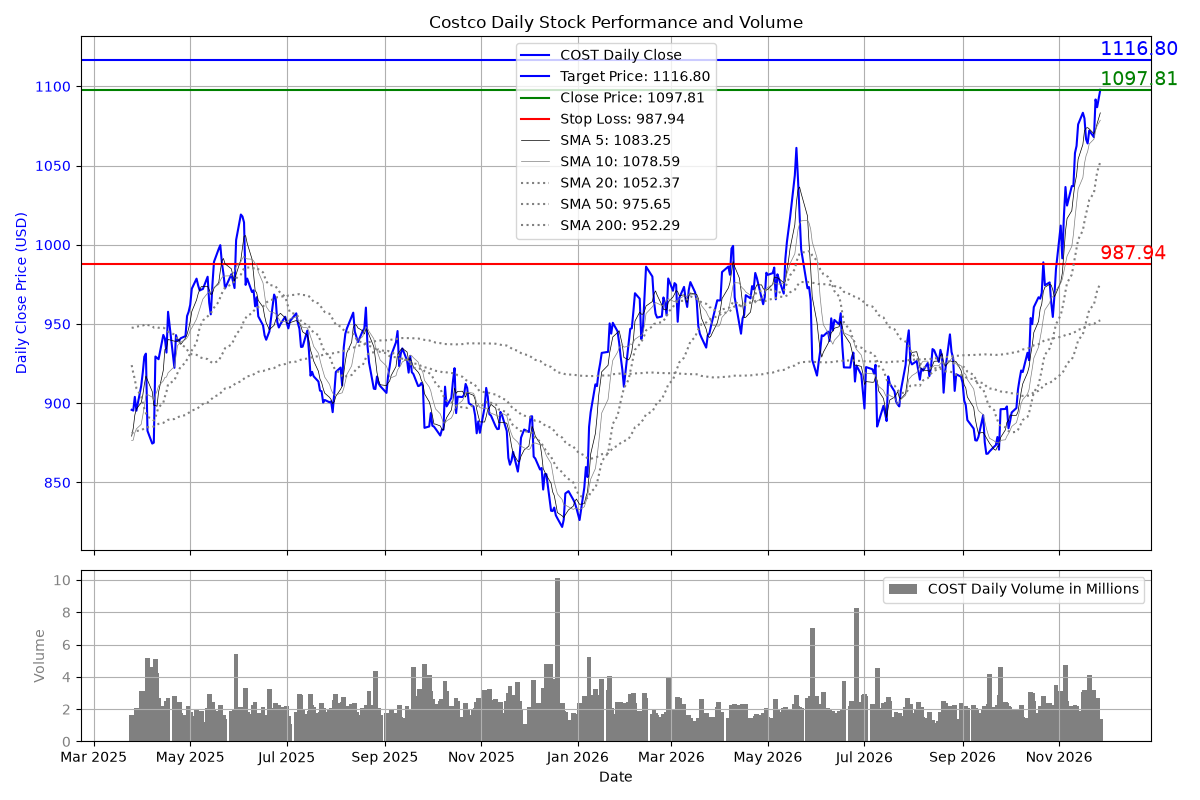 Costco Daily Stock Performance and Volume
1116.80
1097.81
987.94
COST Daily Close
Target Price: 1116.80
Close Price: 1097.81
Stop Loss: 987.94
SMA 5: 1083.25
SMA 10: 1078.59
SMA 20: 1052.37
SMA 50: 975.65
SMA 200: 952.29
Daily Close Price (USD)
1100
1050
1000
950
900
850
COST Daily Volume in Millions
Volume
10
8
6
4
2
0
Mar 2025 May 2025 Jul 2025 Sep 2025 Nov 2025 Jan 2026 Mar 2026 May 2026 Jul 2026 Sep 2026 Nov 2026
Date